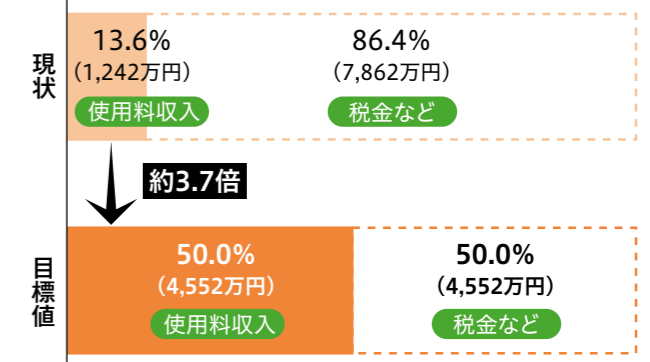 現状
13.6%
（1,242万円）
使用料収入
86.4%
（7,862万円）
税金など
約3.7倍
目標値
50.0%
（4,552万円）
使用料収入
50.0%
（4,552万円）
税金など